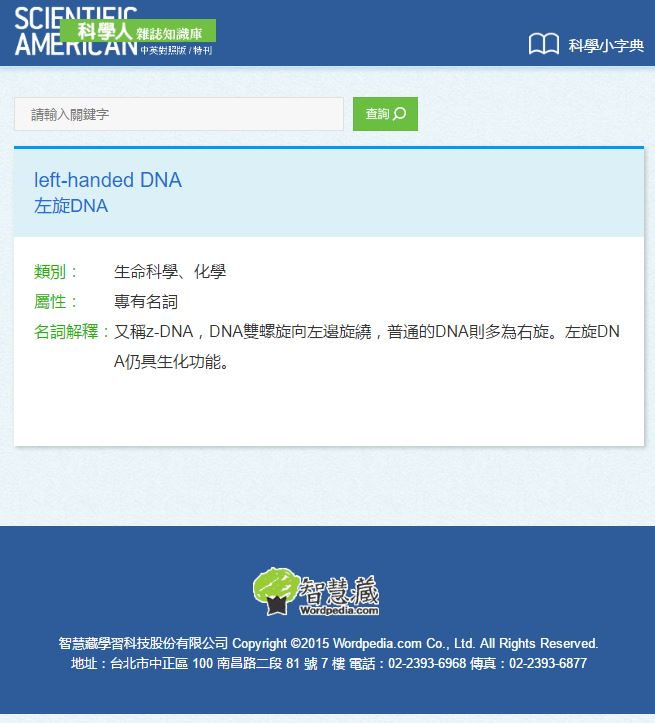 SCIENTIFIC
AMERICAN
科學人 雜誌知識庫
中英對照版 / 特刊
科學小字典
請輸入關鍵字
查詢
left-handed DNA
左旋DNA
類別： 生命科學、化學
屬性： 專有名詞
名詞解釋：又稱z-DNA，DNA雙螺旋向左邊旋繞，普通的DNA則多為右旋。左旋DN
A仍具生化功能。
智慧藏
Wordpedia.com
智慧藏學習科技股份有限公司 Copyright ©2015 Wordpedia.com Co., Ltd. All Rights Reserved.
地址：台北市中正區 100 南昌路二段 81 號 7 樓 電話：02-2393-6968 傳真：02-2393-6877